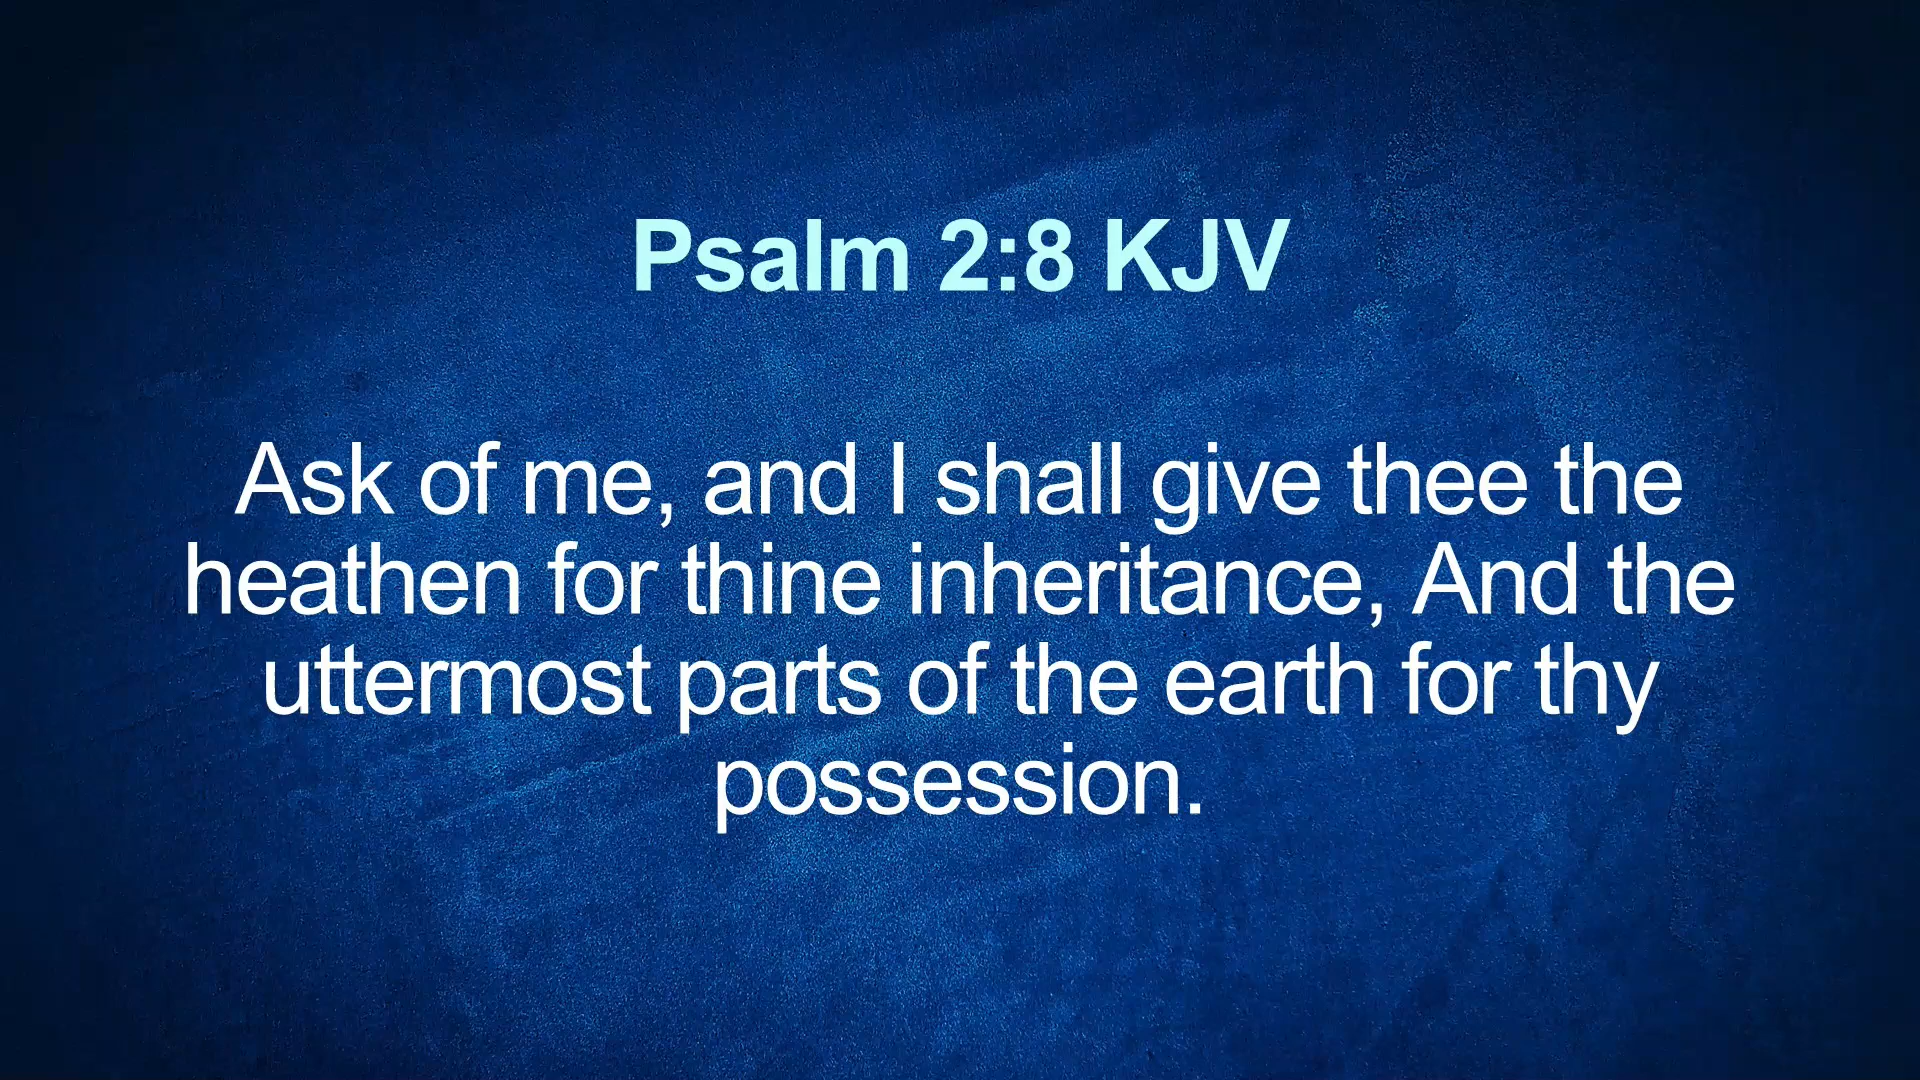 Psalm 2:8 KJV
Ask of me, and I shall give thee the
heathen for thine inheritance, And the
uttermost parts of the earth for thy
possession.